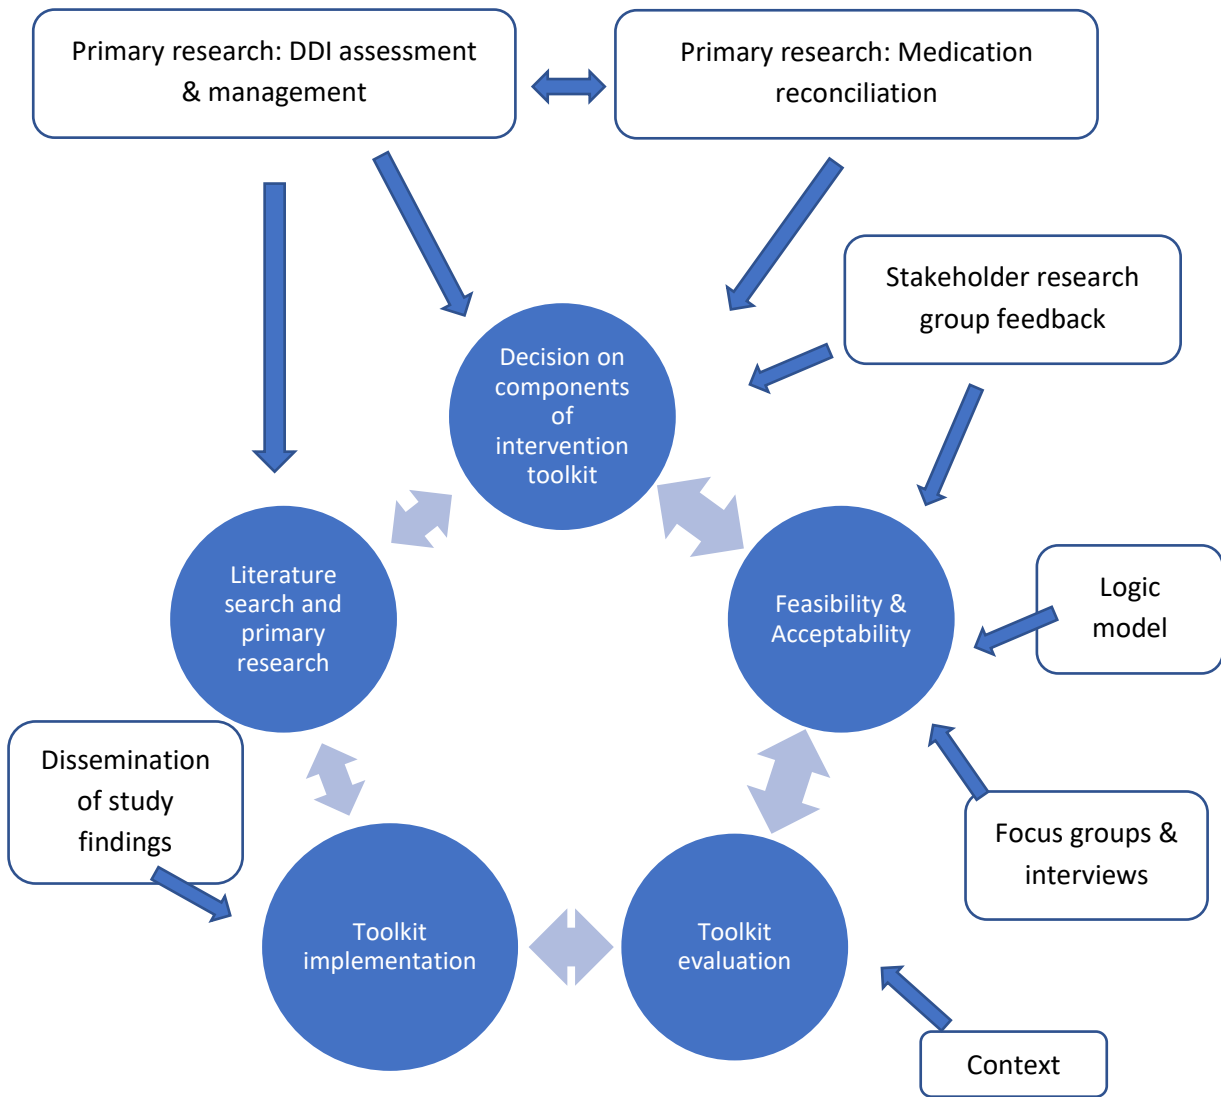 Primary research: DDI assessment
& management
Primary research: Medication
reconciliation
Stakeholder research
group feedback
Decision on
components
of
intervention
toolkit
Literature
search and
primary
research
Feasibility &
Acceptability
Logic
model
Dissemination
of study
findings
Focus groups &
interviews
Toolkit
implementation
Toolkit
evaluation
Context